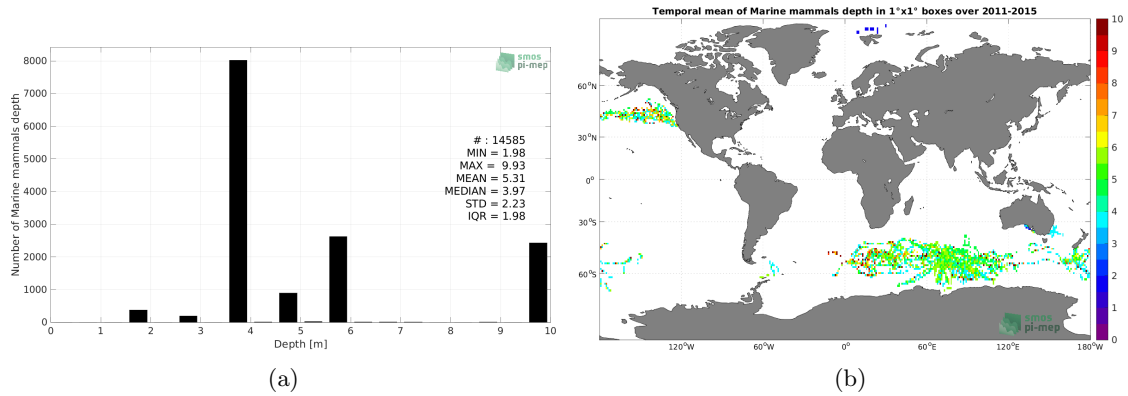 8000
7000
6000
5000
4000
3000
2000
1000
0
Number of Marine mammals depth
smos
pi-mep
# : 14585
MIN = 1.98
MAX = 9.93
MEAN = 5.31
MEDIAN = 3.97
STD = 2.23
IQR = 1.98
0 1 2 3 4 5 6 7 8 9 10
Depth [m]
(a)
Temporal mean of Marine mammals depth in 1°x1° boxes over 2011-2015
60°N
30°N
0°
30°S
60°S
120°W 60°W 0° 60°E 120°E 180°W
smos
pi-mep
10
9
8
7
6
5
4
3
2
1
0
(b)